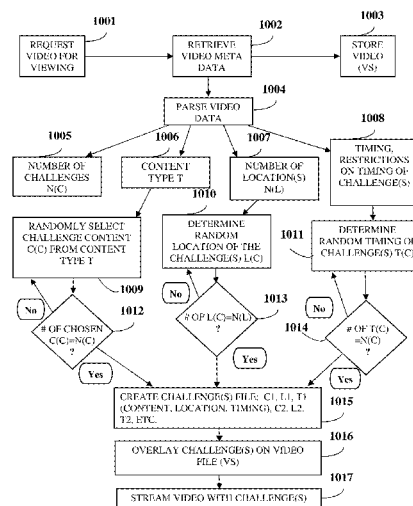 1001
1002
1003
REQUEST
VIDEO FOR
VIEWING
RETRIEVE
VIDEO META
DATA
STORE
VIDEO
(VS)
1004
PARSE VIDEO
DATA
1005
1006
1007
1008
NUMBER OF
CHALLENGES
N(C)
CONTENT
TYPE T
NUMBER OF
LOCATION(S)
N(L)
TIMING,
RESTRICTIONS
ON TIMING OF
CHALLENGE(S)
1010
RANDOMLY SELECT
CHALLENGE CONTENT
C(C) FROM CONTENT
TYPE T
DETERMINE
RANDOM
LOCATION OF THE
CHALLENGE(S) L(C)
1011
DETERMINE
RANDOM TIMING OF
CHALLENGE(S) T(C)
1009
No
1012
No
1013
No
# OF CHOSEN
C(C)=N(C)
?
# OF L(C)=N(L)
?
1014
# OF T(C)
=N(C)
?
Yes
Yes
Yes
CREATE CHALLENGE(S) FILE; C1, L1, T1
(CONTENT, LOCATION, TIMING), C2, L2,
T2, ETC.
1015
1016
OVERLAY CHALLENGE(S) ON VIDEO
FILE (VS)
1017
STREAM VIDEO WITH CHALLENGE(S)